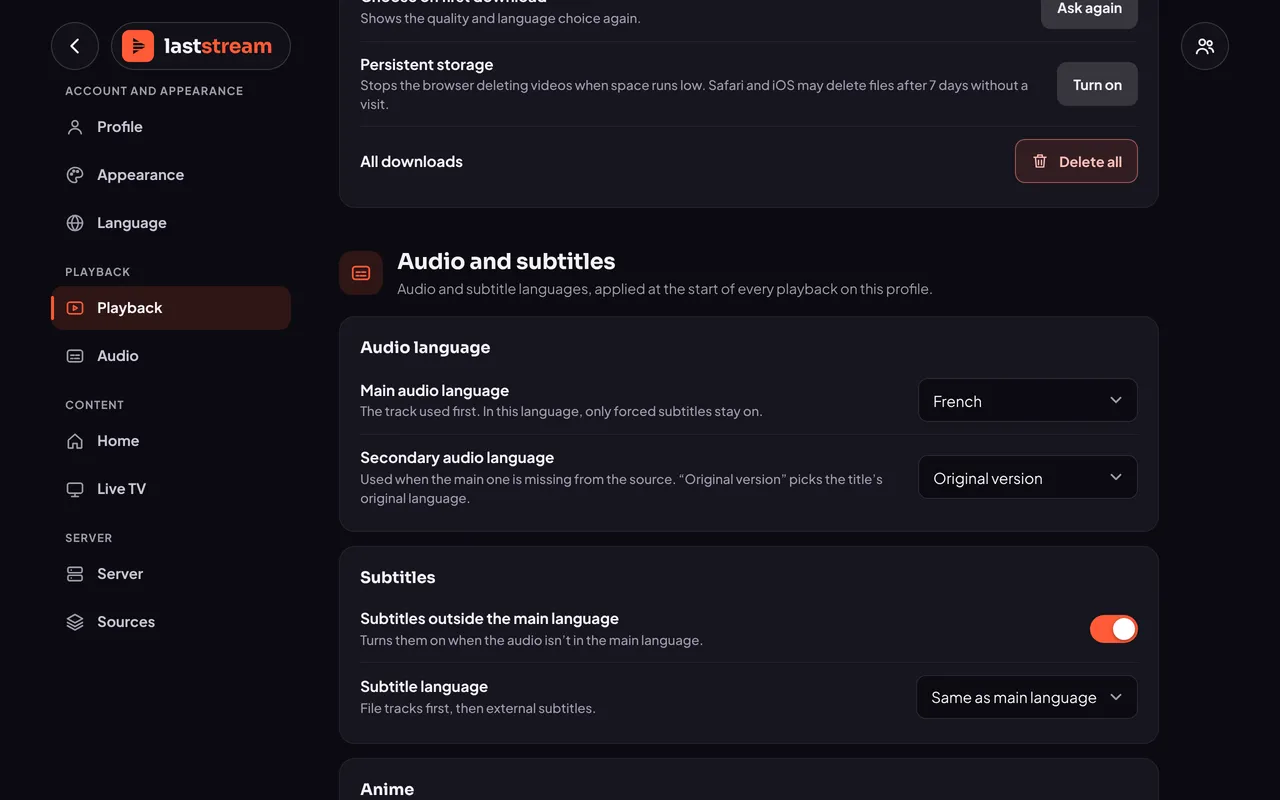 laststream
ACCOUNT AND APPEARANCE
Profile
Appearance
Language
PLAYBACK
Playback
Audio
CONTENT
Home
Live TV
SERVER
Server
Sources
Shows the quality and language choice again.
Ask again
Persistent storage
Stops the browser deleting videos when space runs low. Safari and iOS may delete files after 7 days without a
visit.
Turn on
All downloads
Delete all
Audio and subtitles
Audio and subtitle languages, applied at the start of every playback on this profile.
Audio language
Main audio language
The track used first. In this language, only forced subtitles stay on.
French
Secondary audio language
Used when the main one is missing from the source. “Original version” picks the title’s
original language.
Original version
Subtitles
Subtitles outside the main language
Turns them on when the audio isn’t in the main language.
Subtitle language
File tracks first, then external subtitles.
Same as main language
Anime